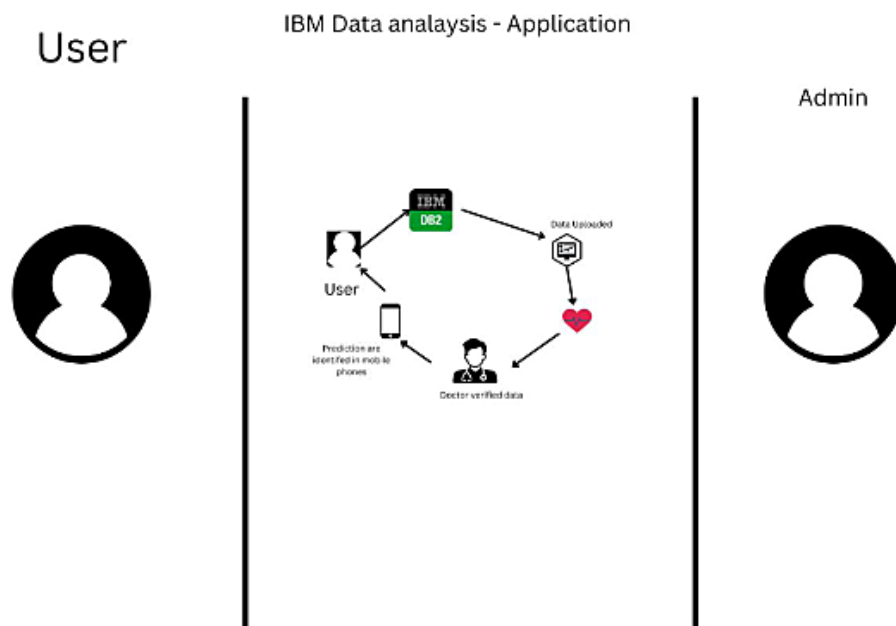 User
IBM Data analaysis - Application
Admin
IBM
DB2
Data Uploaded
User
Prediction are
identifed in mobile
phones
Doctor verified data